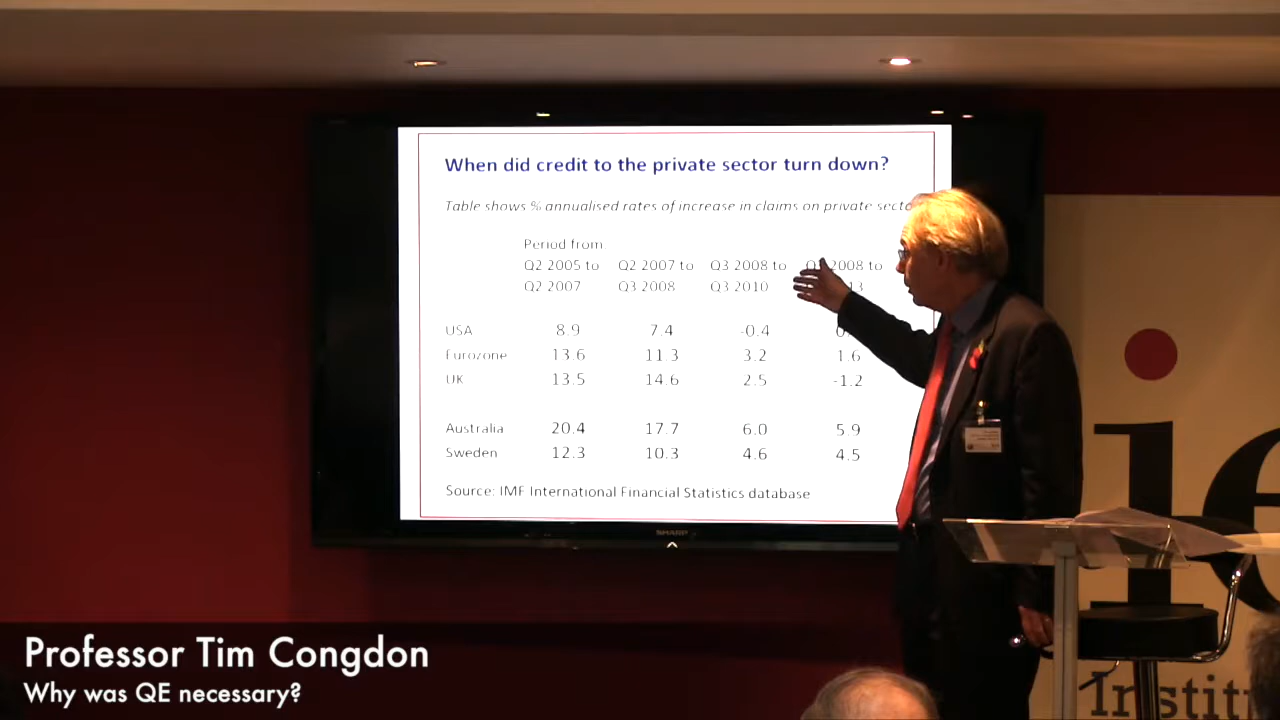 When did credit to the private sector turn down?
Table shows % annualised rates of increase in claims on private
Period from
Q2 2005 to Q2 2007 to Q3 2008 to 2008 to
Q2 2007 Q3 2008 Q3 2010
USA 8.9 7.4 -0.4
Eurozone 13.6 11.3 3.2 1.6
UK 13.5 14.6 2.5 -1.2
Australia 20.4 17.7 6.0 5.9
Sweden 12.3 10.3 4.6 4.5
Source: IMF International Financial Statistics database
SHARP
Professor Tim Congdon
Why was QE necessary?
ie
Instit